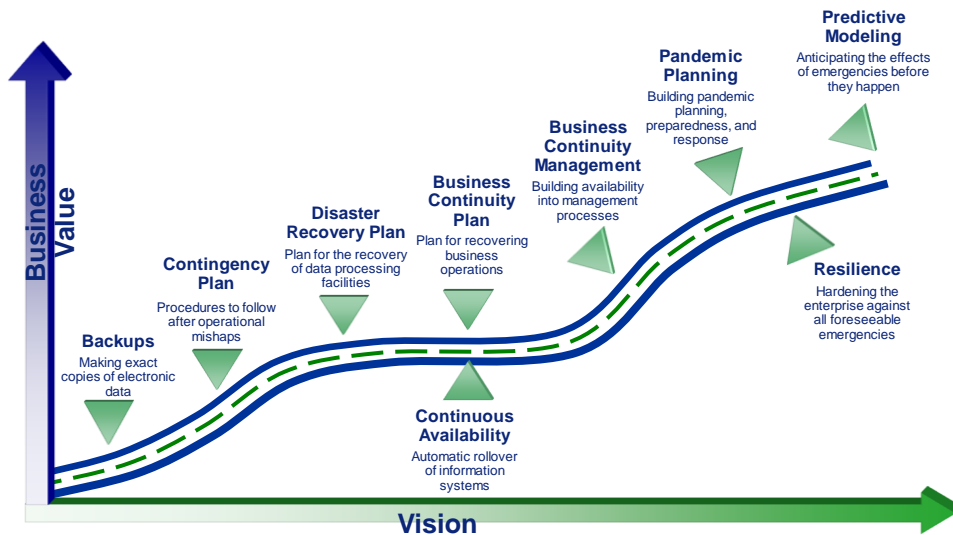 Business
Value
Backups
Making exact
copies of electronic
data
Contingency
Plan
Procedures to follow
after operational
mishaps
Disaster
Recovery Plan
Plan for the recovery
of data processing
facilities
Business
Continuity
Plan
Plan for recovering
business
operations
Continuous
Availability
Automatic rollover
of information
systems
Business
Continuity
Management
Building availability
into management
processes
Pandemic
Planning
Building pandemic
planning,
preparedness, and
response
Predictive
Modeling
Anticipating the effects
of emergencies before
they happen
Resilience
Hardening the
enterprise against
all foreseeable
emergencies
Vision